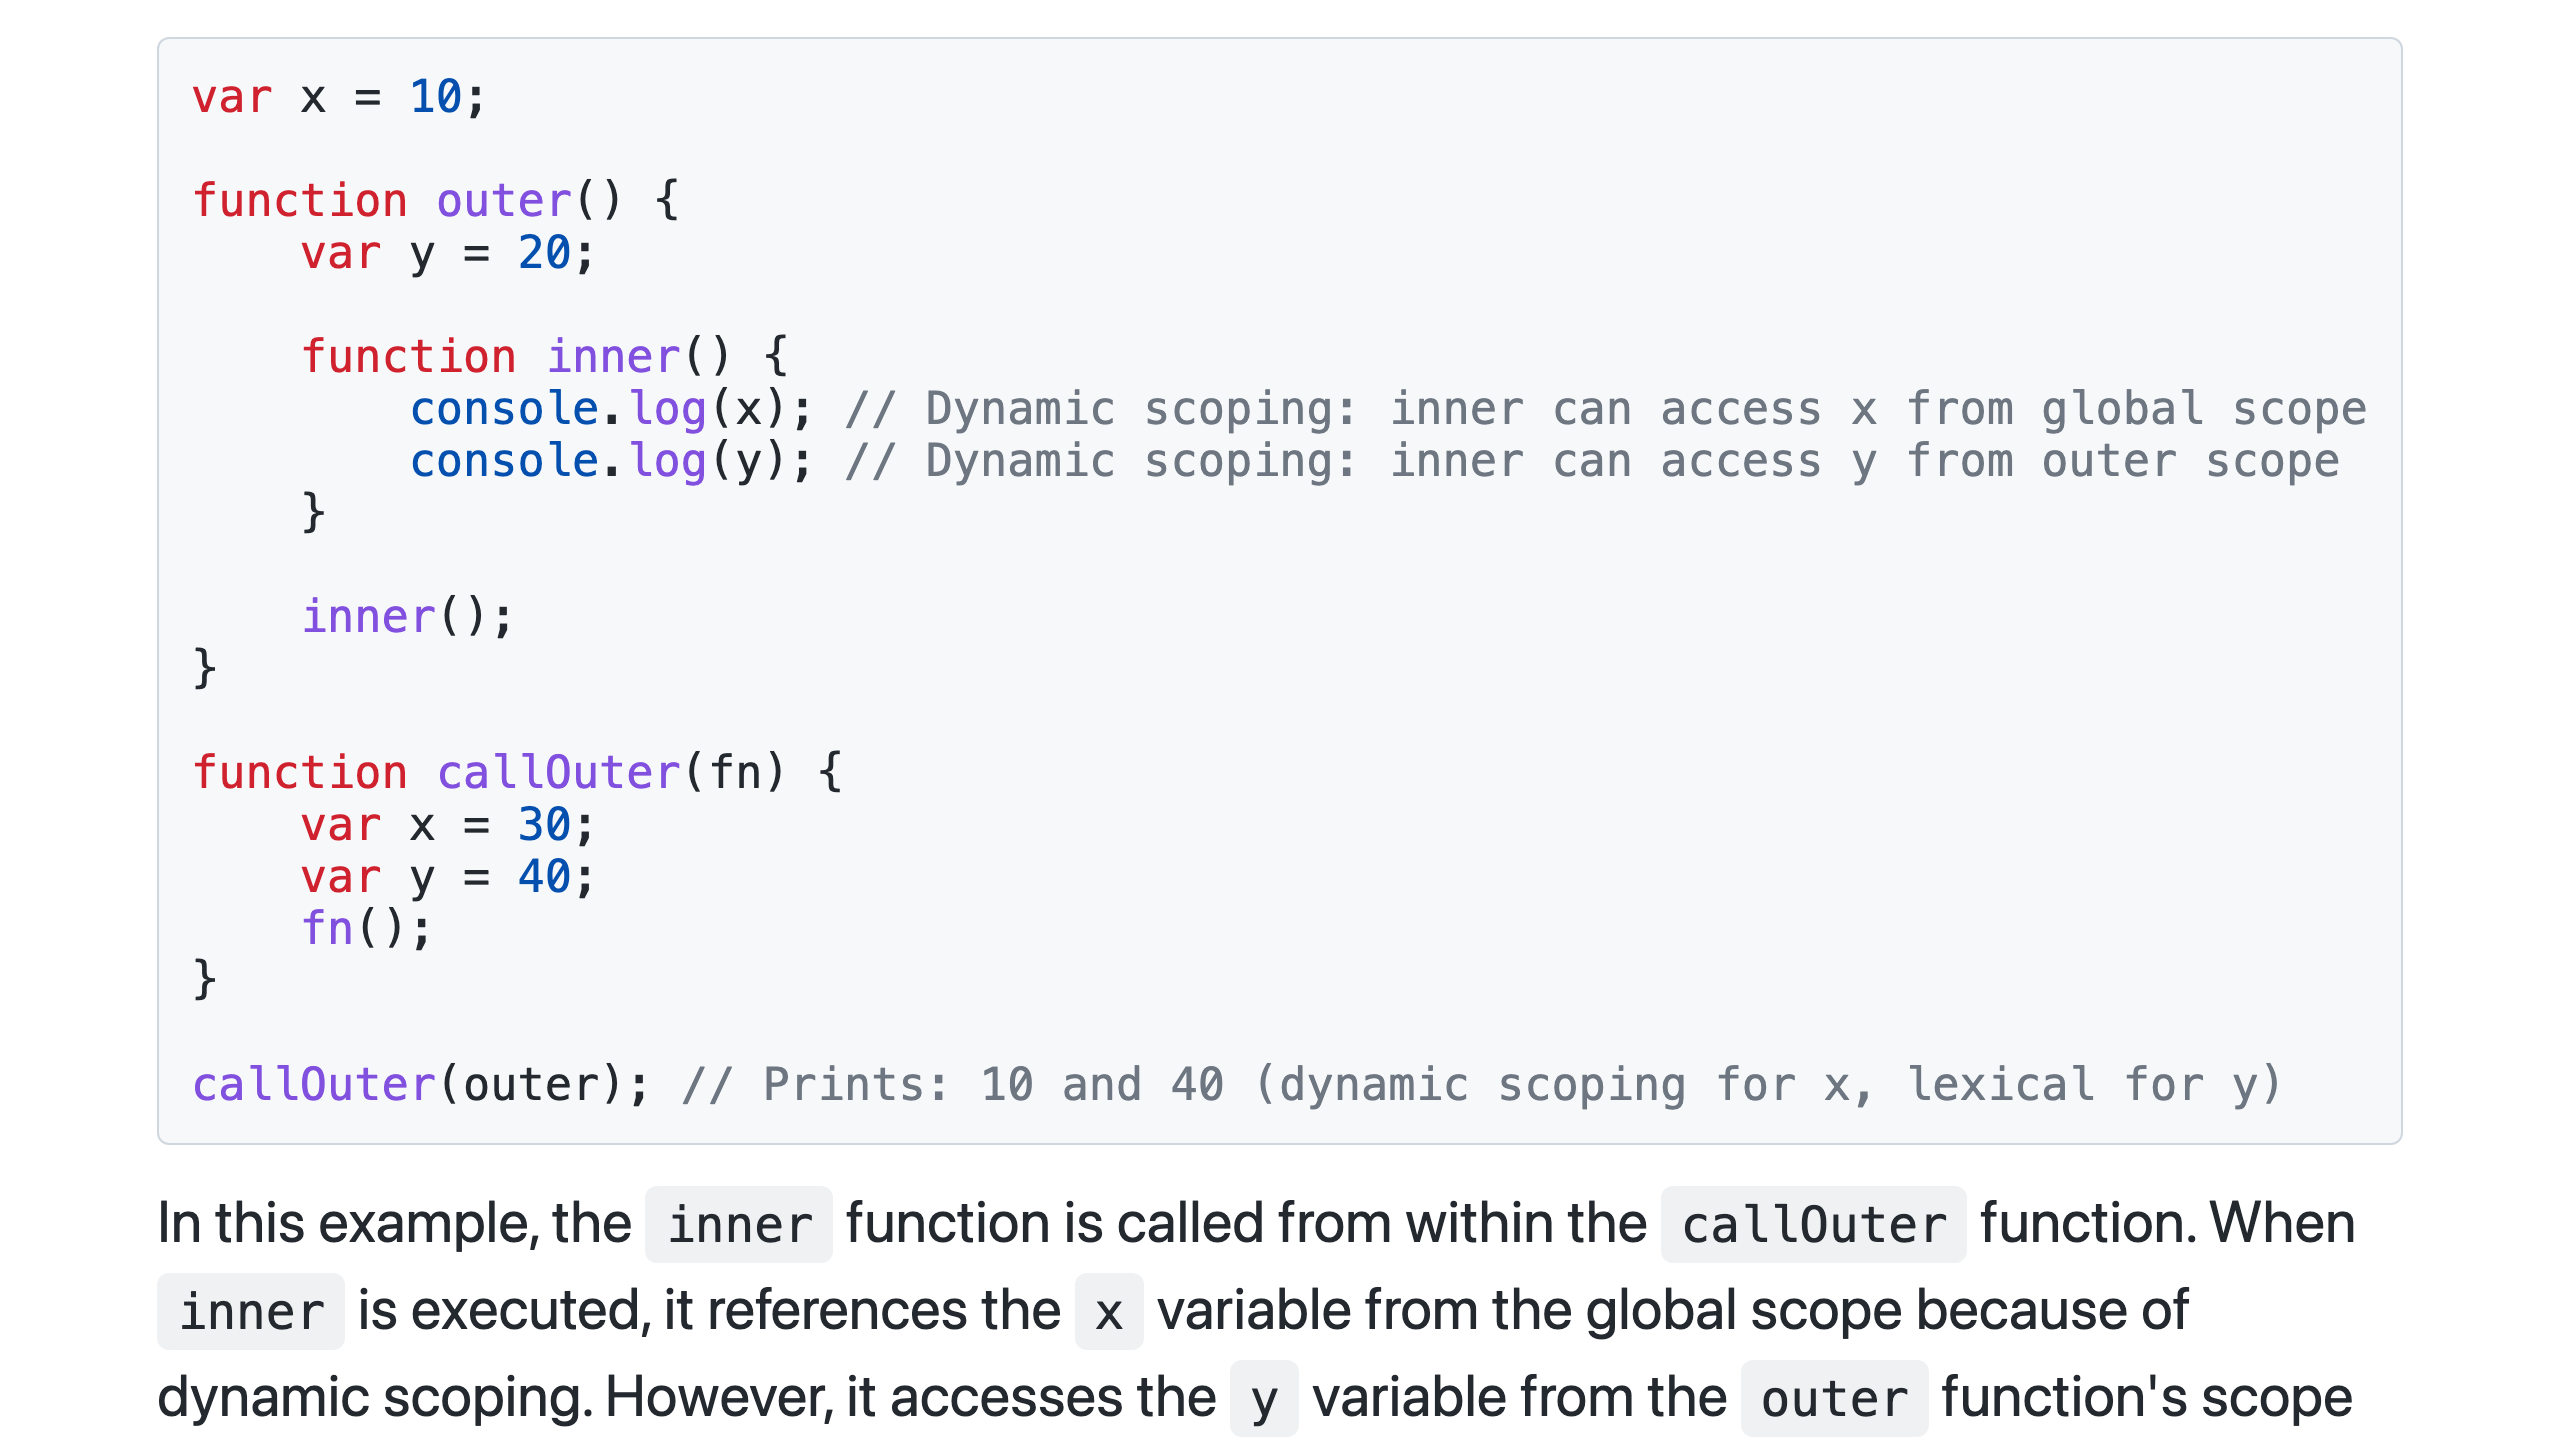 var x = 10;
function outer() {
    var y = 20;
    function inner() {
        console.log(x); // Dynamic scoping: inner can access x from global scope
        console.log(y); // Dynamic scoping: inner can access y from outer scope
    }
    inner();
}
function callOuter(fn) {
    var x = 30;
    var y = 40;
    fn();
}
callOuter(outer); // Prints: 10 and 40 (dynamic scoping for x, lexical for y)
In this example, the inner function is called from within the callOuter function. When
inner is executed, it references the x variable from the global scope because of
dynamic scoping. However, it accesses the y variable from the outer function's scope